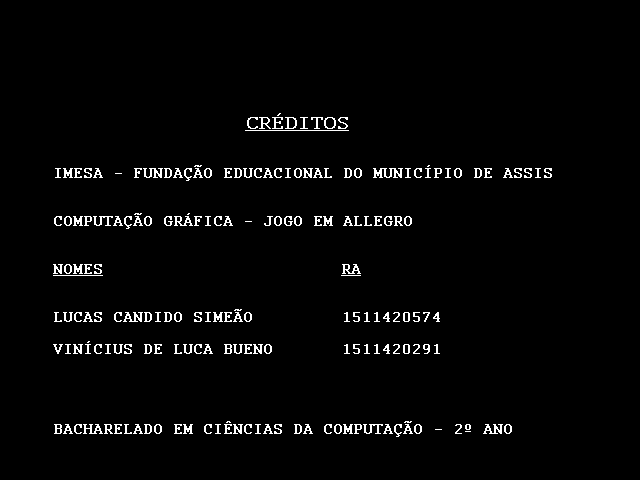 CRÉDITOS
IMESA - FUNDAÇÃO EDUCACIONAL DO MUNICÍPIO DE ASSIS
COMPUTAÇÃO GRÁFICA - JOGO EM ALLEGRO
NOMES RA
LUCAS CANDIDO SIMEÃO 1511420574
VINÍCIUS DE LUCA BUENO 1511420291
BACHARELADO EM CIÊNCIAS DA COMPUTAÇÃO - 2º ANO